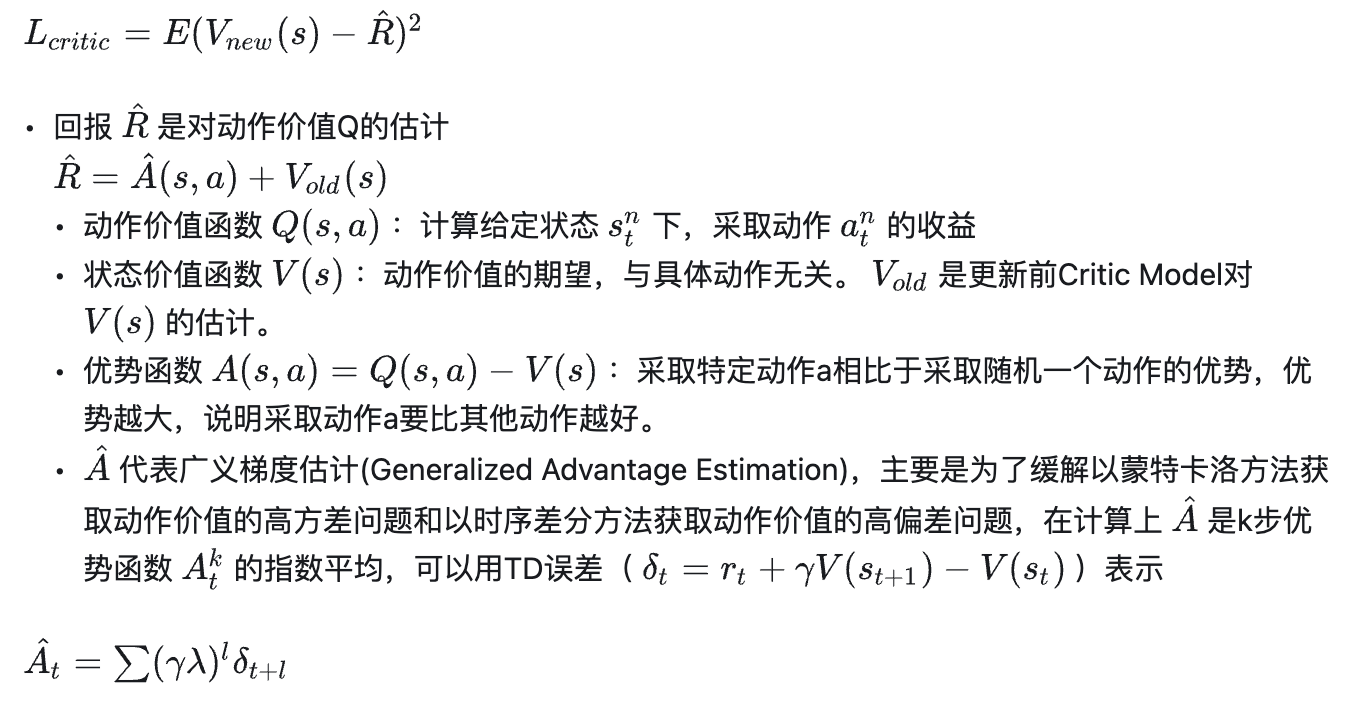 $L_{critic} = E(V_{new}(s) - \hat{R})^2$
• 回报 $\hat{R}$ 是对动作价值Q的估计
$\hat{R} = \hat{A}(s, a) + V_{old}(s)$
• 动作价值函数 $Q(s, a)$ ：计算给定状态 $s_t^n$ 下，采取动作 $a_t^n$ 的收益
• 状态价值函数 $V(s)$ ：动作价值的期望，与具体动作无关。 $V_{old}$ 是更新前Critic Model对
$V(s)$ 的估计。
• 优势函数 $A(s, a) = Q(s, a) - V(s)$ ：采取特定动作a相比于采取随机一个动作的优势，优
势越大，说明采取动作a要比其他动作越好。
• $\hat{A}$ 代表广义梯度估计(Generalized Advantage Estimation)，主要是为了缓解以蒙特卡洛方法获
取动作价值的高方差问题和以时序差分方法获取动作价值的高偏差问题，在计算上 $\hat{A}$ 是k步优
势函数 $A_t^k$ 的指数平均，可以用TD误差（ $\delta_t = r_t + \gamma V(s_{t+1}) - V(s_t)$ ）表示
$\hat{A}_t = \sum (\gamma\lambda)^l \delta_{t+l}$